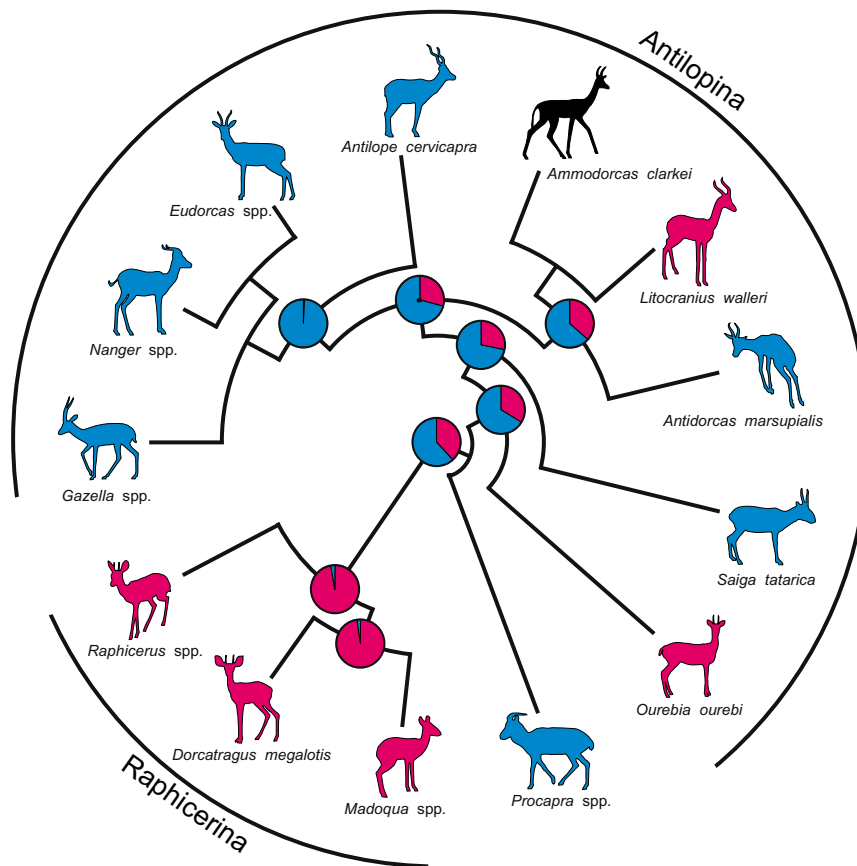 Antilopina
Antilope cervicapra
Ammodorcas clarkei
Eudorcas spp.
Litocranius walleri
Nanger spp.
Antidorcas marsupialis
Gazella spp.
Saiga tatarica
Raphicerus spp.
Ourebia ourebi
Dorcatragus megalotis
Madoqua spp.
Procapra spp.
Raphicerina